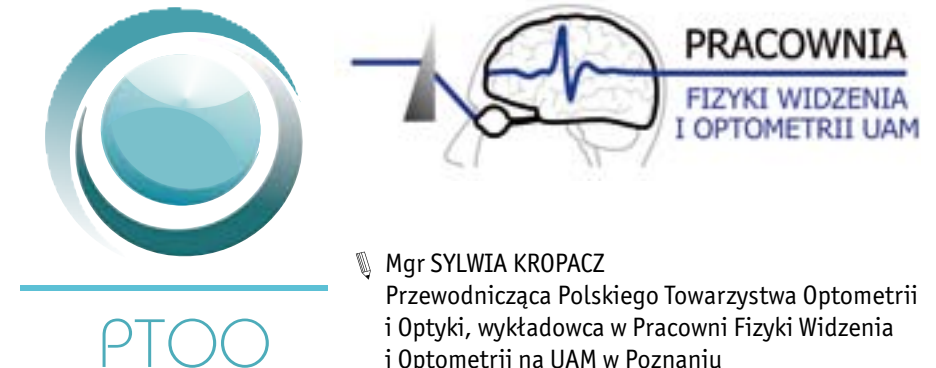 PRACOWNIA
FIZYKI WIDZENIA
I OPTOMETRII UAM
PTOO
Mgr SYLWIA KROPACZ
Przewodnicząca Polskiego Towarzystwa Optometrii
i Optyki, wykładowca w Pracowni Fizyki Widzenia
i Optometrii na UAM w Poznaniu